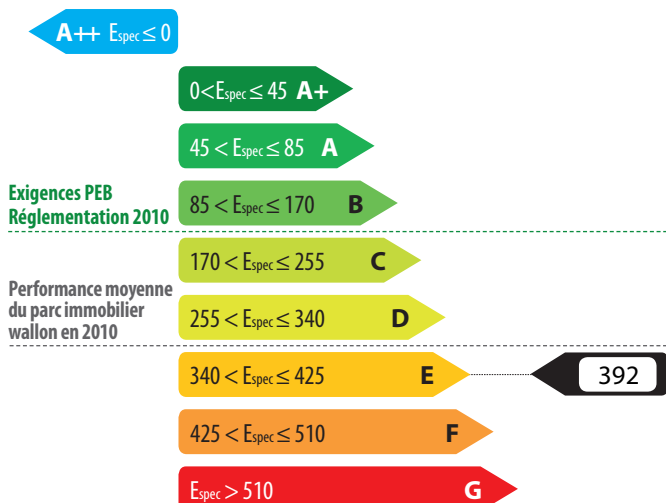 A++ Espec ≤ 0
0<Espec ≤ 45 A+
45 < Espec ≤ 85 A
Exigences PEB
Réglementation 2010
85 < Espec ≤ 170 B
170 < Espec ≤ 255 C
Performance moyenne
du parc immobilier
wallon en 2010
255 < Espec ≤ 340 D
340 < Espec ≤ 425 E
392
425 < Espec ≤ 510 F
Espec > 510 G